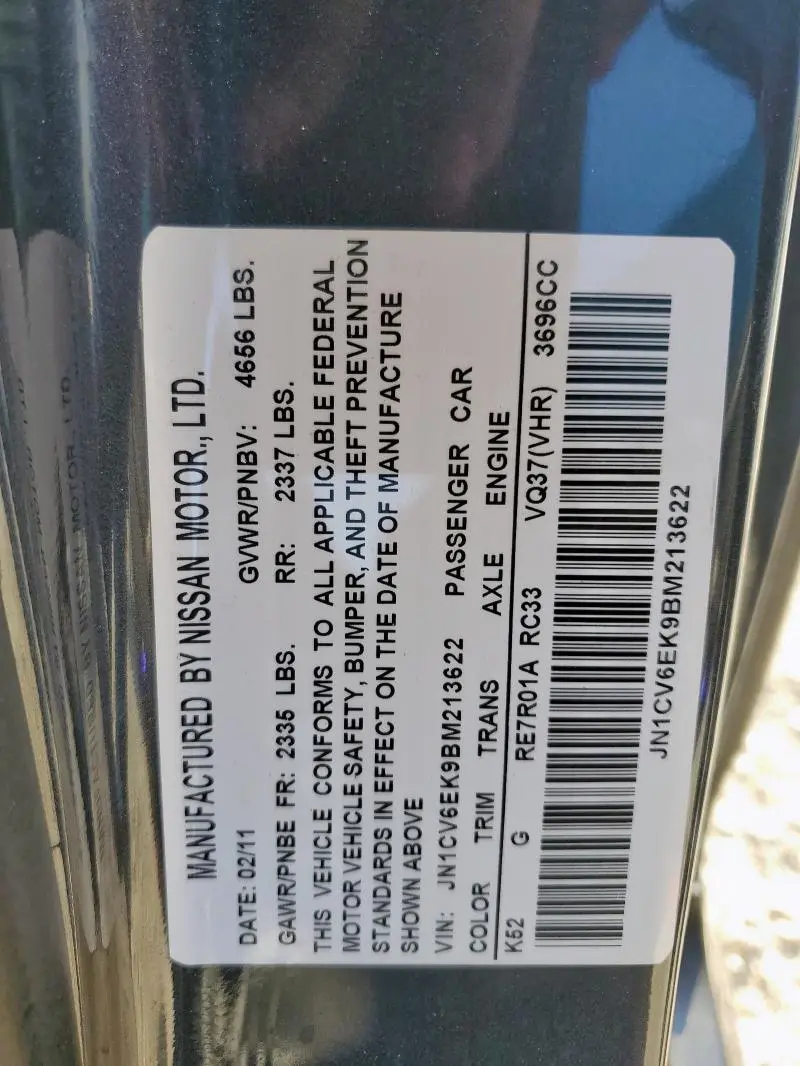 MANUFACTURED BY NISSAN MOTOR., LTD.
DATE: 02/11 GVWR/PNBV: 4656 LBS.
GAWR/PNBE FR: 2335 LBS. RR: 2337 LBS.
THIS VEHICLE CONFORMS TO ALL APPLICABLE FEDERAL
MOTOR VEHICLE SAFETY, BUMPER, AND THEFT PREVENTION
STANDARDS IN EFFECT ON THE DATE OF MANUFACTURE
SHOWN ABOVE
VIN: JN1CV6EK9BM213622 PASSENGER CAR
COLOR TRIM TRANS AXLE ENGINE
K52 G RE7R01A RC33 VQ37(VHR) 3696CC
JN1CV6EK9BM213622